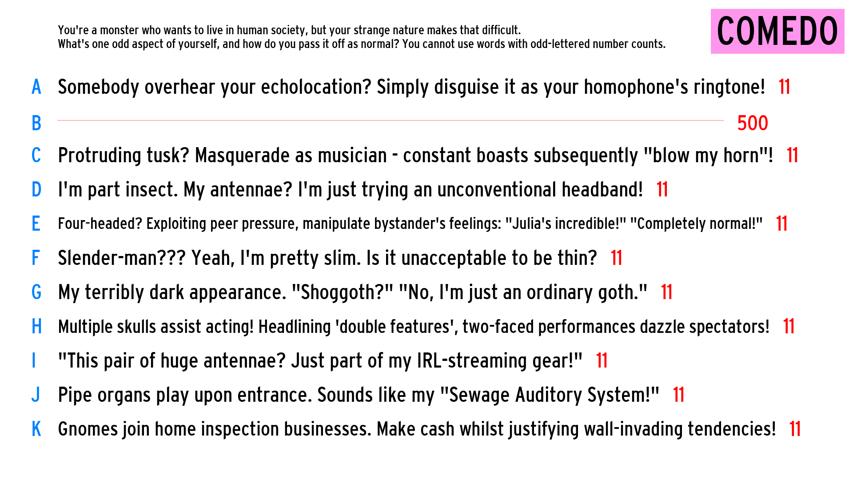 You're a monster who wants to live in human society, but your strange nature makes that difficult.
What's one odd aspect of yourself, and how do you pass it off as normal? You cannot use words with odd-lettered number counts.
COMEDO
A Somebody overhear your echolocation? Simply disguise it as your homophone's ringtone! 11
B 500
C Protruding tusk? Masquerade as musician - constant boasts subsequently "blow my horn"! 11
D I'm part insect. My antennae? I'm just trying an unconventional headband! 11
E Four-headed? Exploiting peer pressure, manipulate bystander's feelings: "Julia's incredible!" "Completely normal!" 11
F Slender-man??? Yeah, I'm pretty slim. Is it unacceptable to be thin? 11
G My terribly dark appearance. "Shoggoth?" "No, I'm just an ordinary goth." 11
H Multiple skulls assist acting! Headlining 'double features', two-faced performances dazzle spectators! 11
I "This pair of huge antennae? Just part of my IRL-streaming gear!" 11
J Pipe organs play upon entrance. Sounds like my "Sewage Auditory System!" 11
K Gnomes join home inspection businesses. Make cash whilst justifying wall-invading tendencies! 11